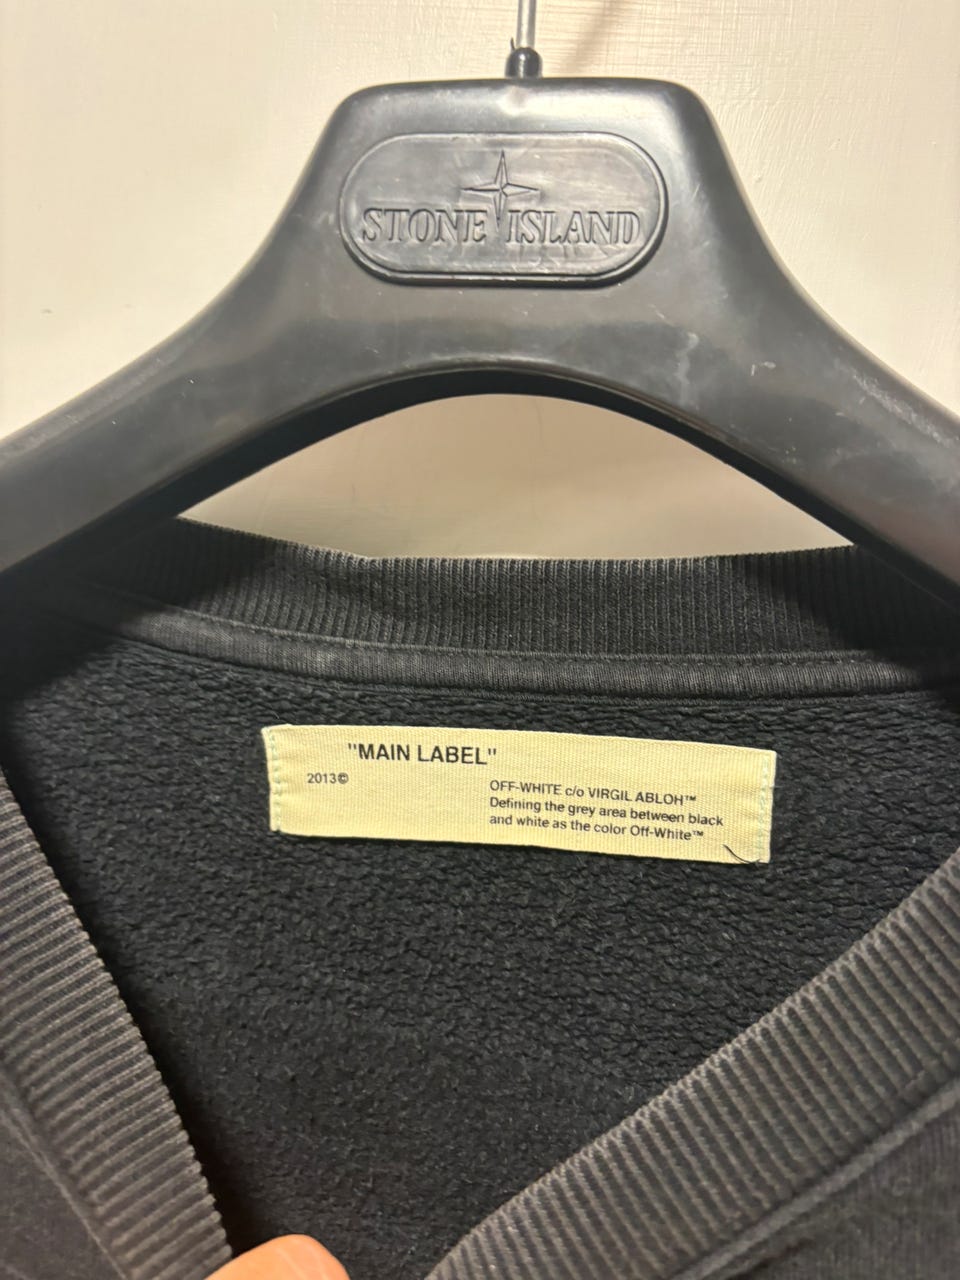 STONE ISLAND
"MAIN LABEL"
2013©
OFF-WHITE c/o VIRGIL ABLOH™
Defining the grey area between black
and white as the color Off-White™